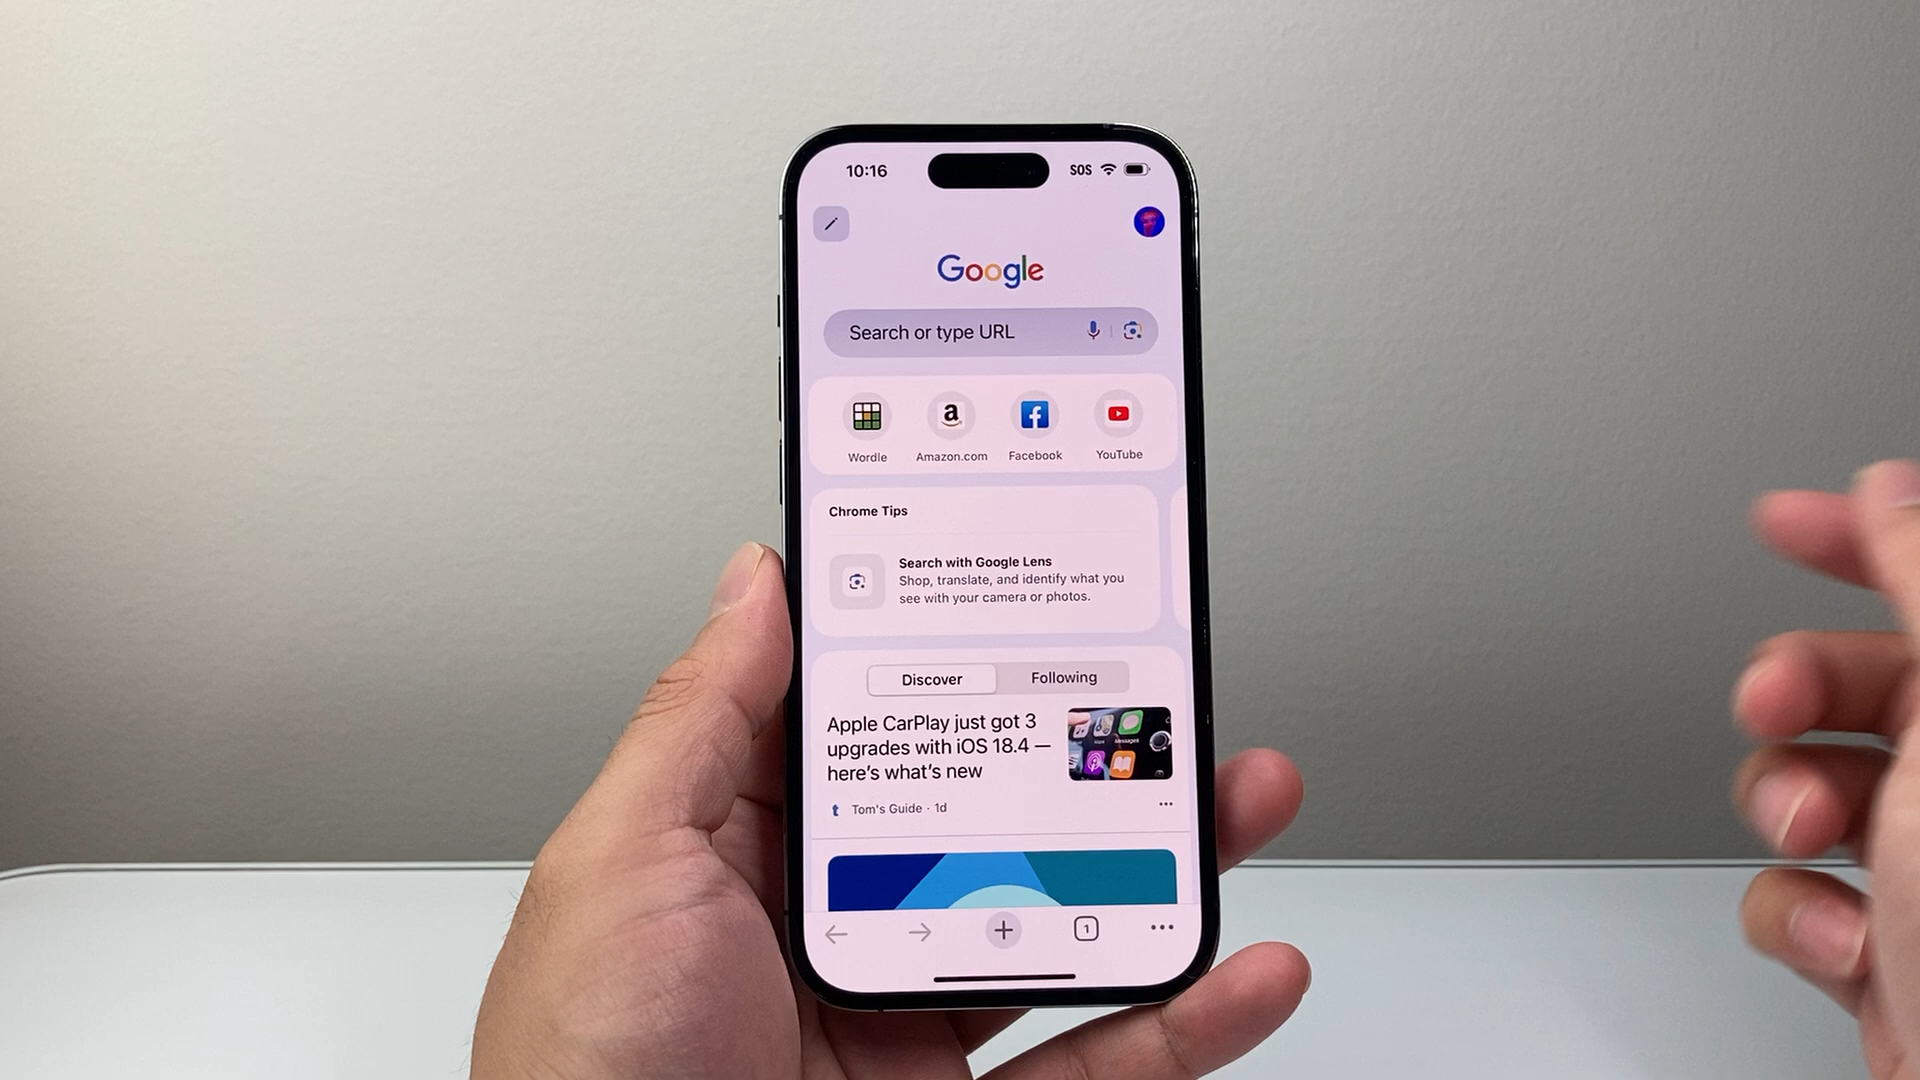 10:16 SOS
Google
Search or type URL
Wordle Amazon.com Facebook YouTube
Chrome Tips
Search with Google Lens
Shop, translate, and identify what you
see with your camera or photos.
Discover Following
Apple CarPlay just got 3
upgrades with iOS 18.4 —
here's what's new
Messages
Tom's Guide · 1d
1